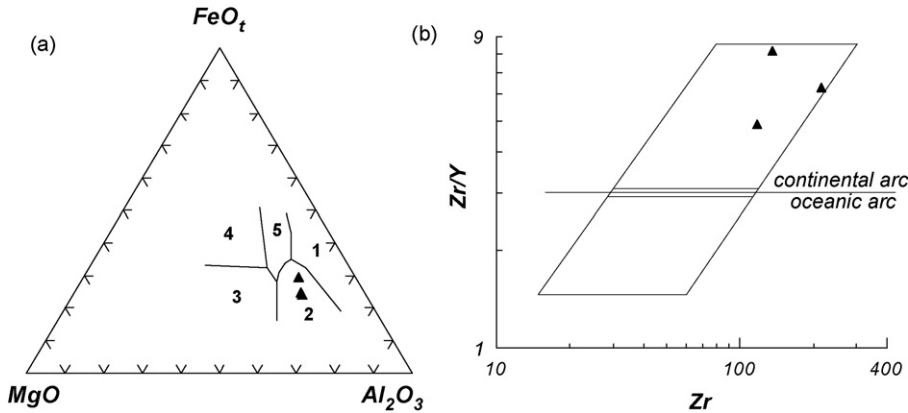 (a)
FeOₜ
4
5
1
3
2
MgO
Al₂O₃
(b)
9
Zr/Y
continental arc
oceanic arc
1
10
100
400
Zr